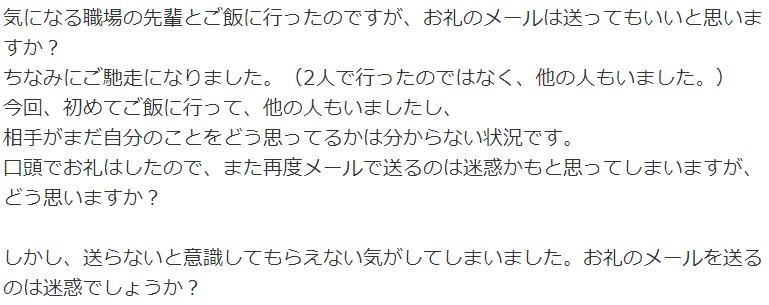 気になる職場の先輩とご飯に行ったのですが、お礼のメールは送ってもいいと思いま
すか？
ちなみにご馳走になりました。（2人で行ったのではなく、他の人もいました。）
今回、初めてご飯に行って、他の人もいましたし、
相手がまだ自分のことをどう思ってるかは分からない状況です。
口頭でお礼はしたので、また再度メールで送るのは迷惑かもと思ってしまいますが、
どう思いますか？
しかし、送らないと意識してもらえない気がしてしまいました。お礼のメールを送る
のは迷惑でしょうか？